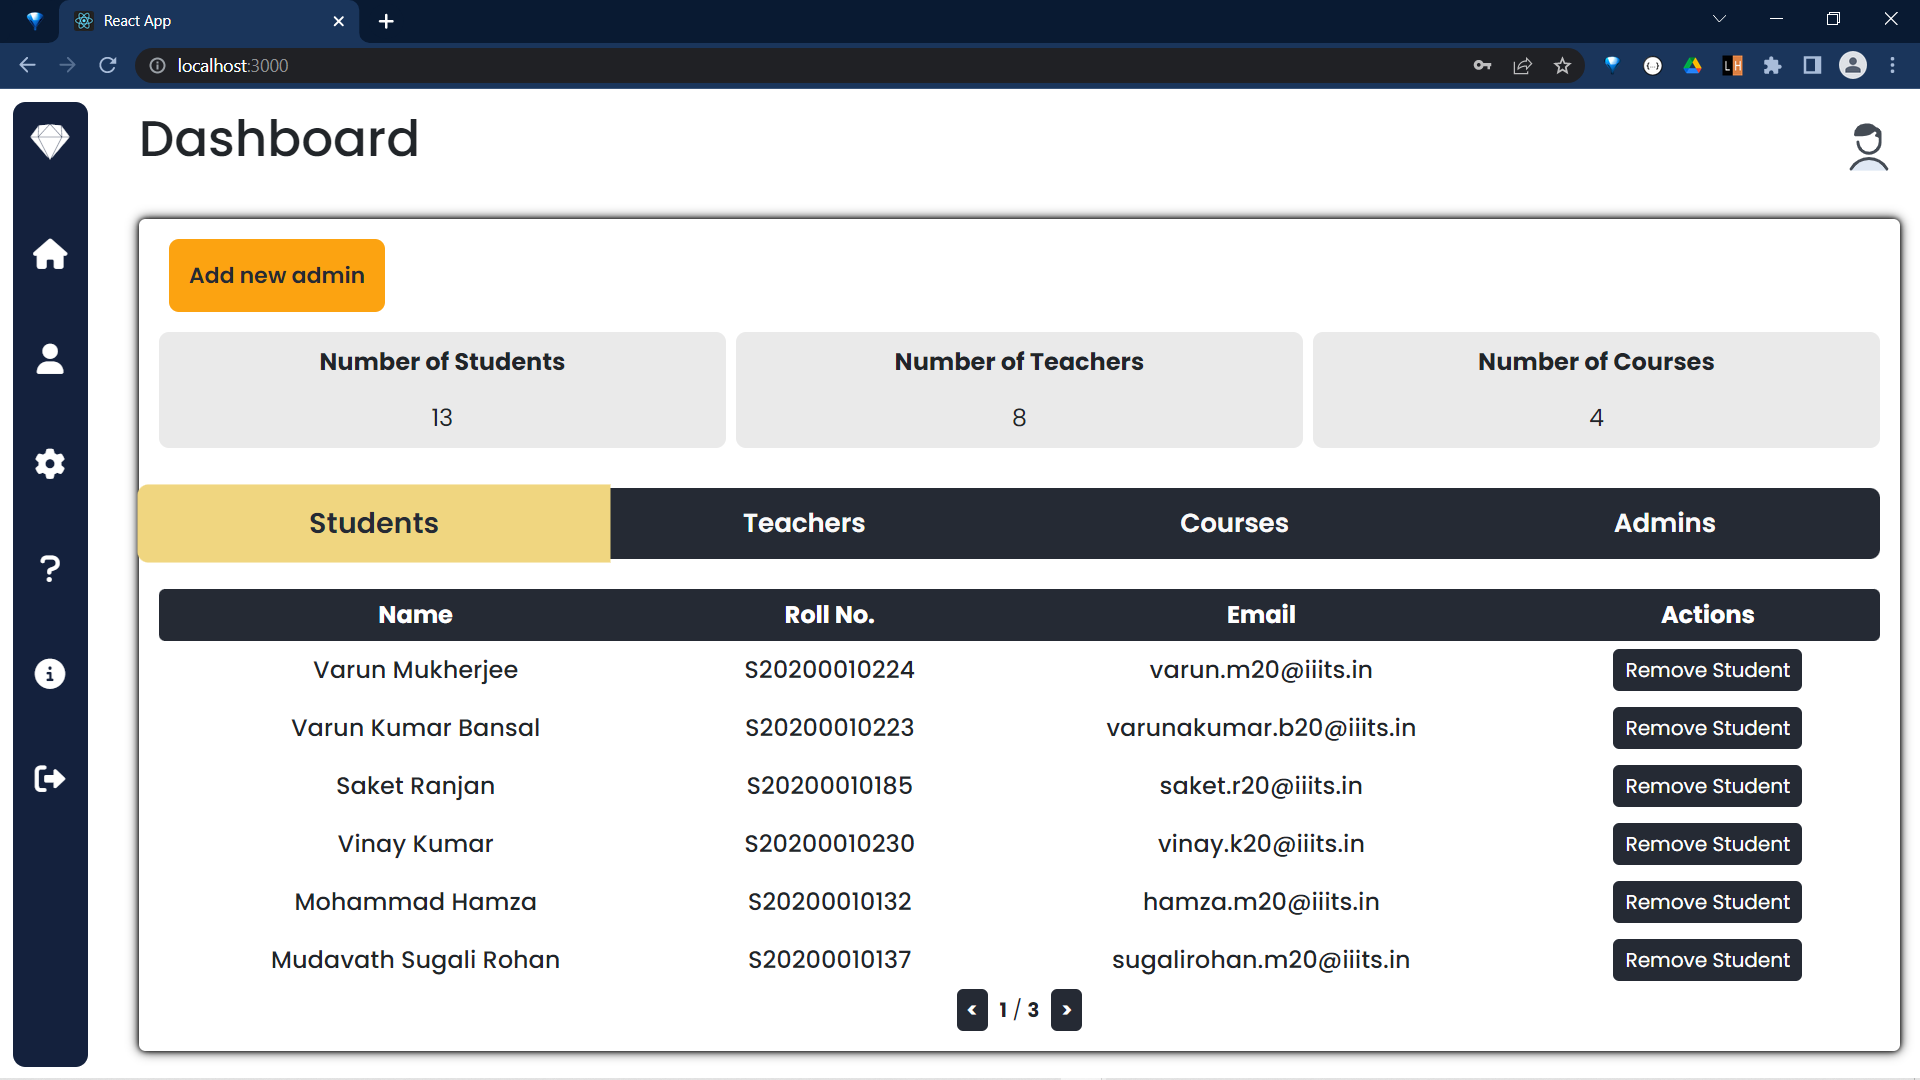 React App
localhost:3000
LH
Dashboard
Add new admin
Number of Students
13
Number of Teachers
8
Number of Courses
4
Students Teachers Courses Admins
Name Roll No. Email Actions
Varun Mukherjee S20200010224 varun.m20@iiits.in Remove Student
Varun Kumar Bansal S20200010223 varunakumar.b20@iiits.in Remove Student
Saket Ranjan S20200010185 saket.r20@iiits.in Remove Student
Vinay Kumar S20200010230 vinay.k20@iiits.in Remove Student
Mohammad Hamza S20200010132 hamza.m20@iiits.in Remove Student
Mudavath Sugali Rohan S20200010137 sugalirohan.m20@iiits.in Remove Student
< 1 / 3 >